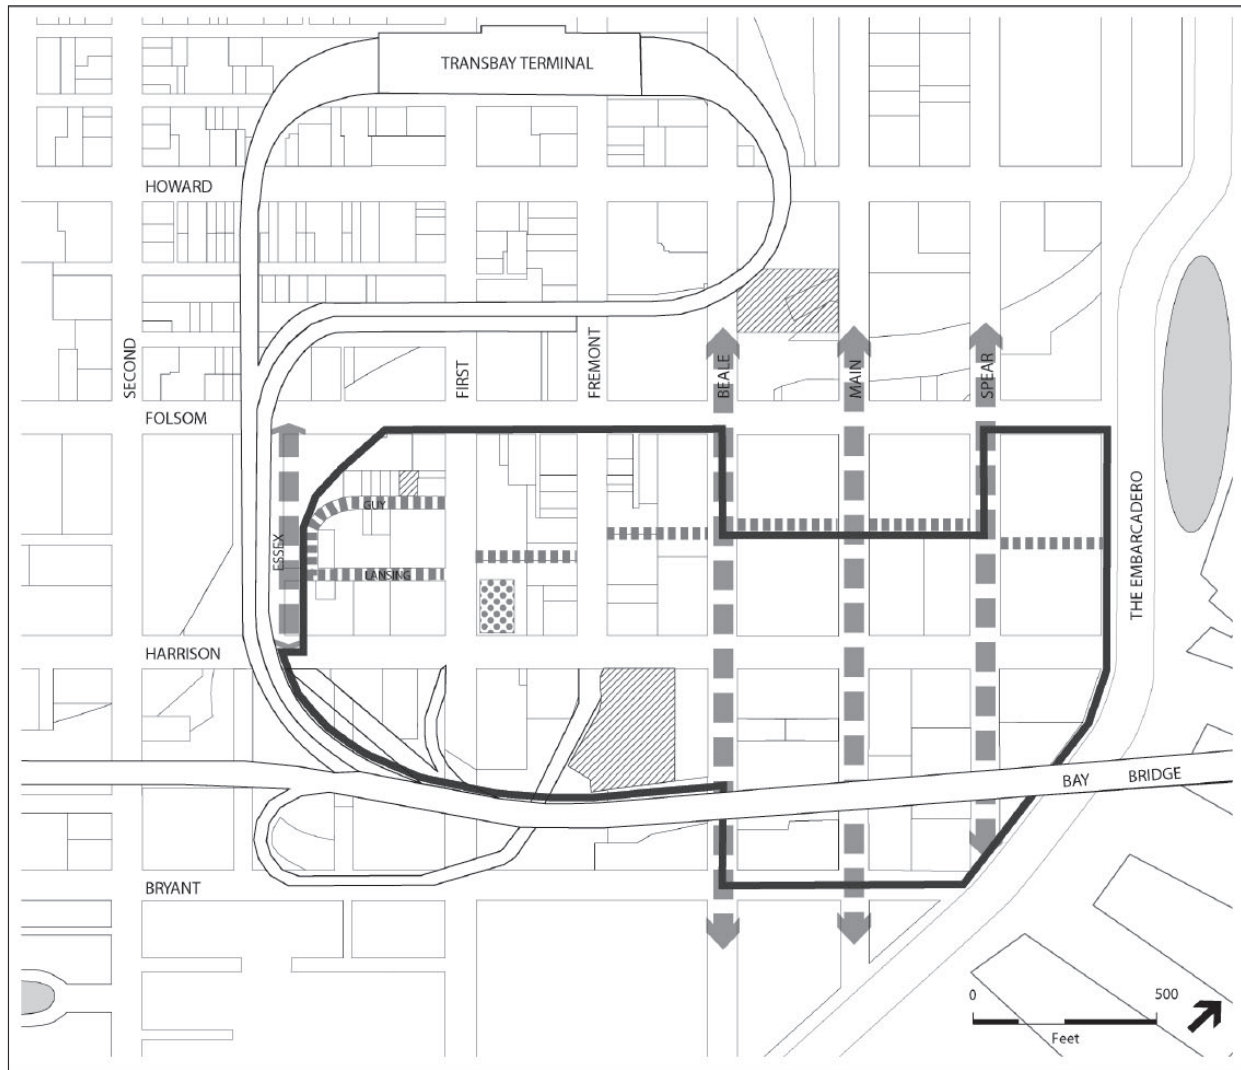 TRANSBAY TERMINAL
HOWARD
SECOND
FIRST
FREMONT
BEALE
MAIN
SPEAR
FOLSOM
GUY
ESSEX
LANSING
THE EMBARCADERO
HARRISON
BAY BRIDGE
BRYANT
0 500
Feet